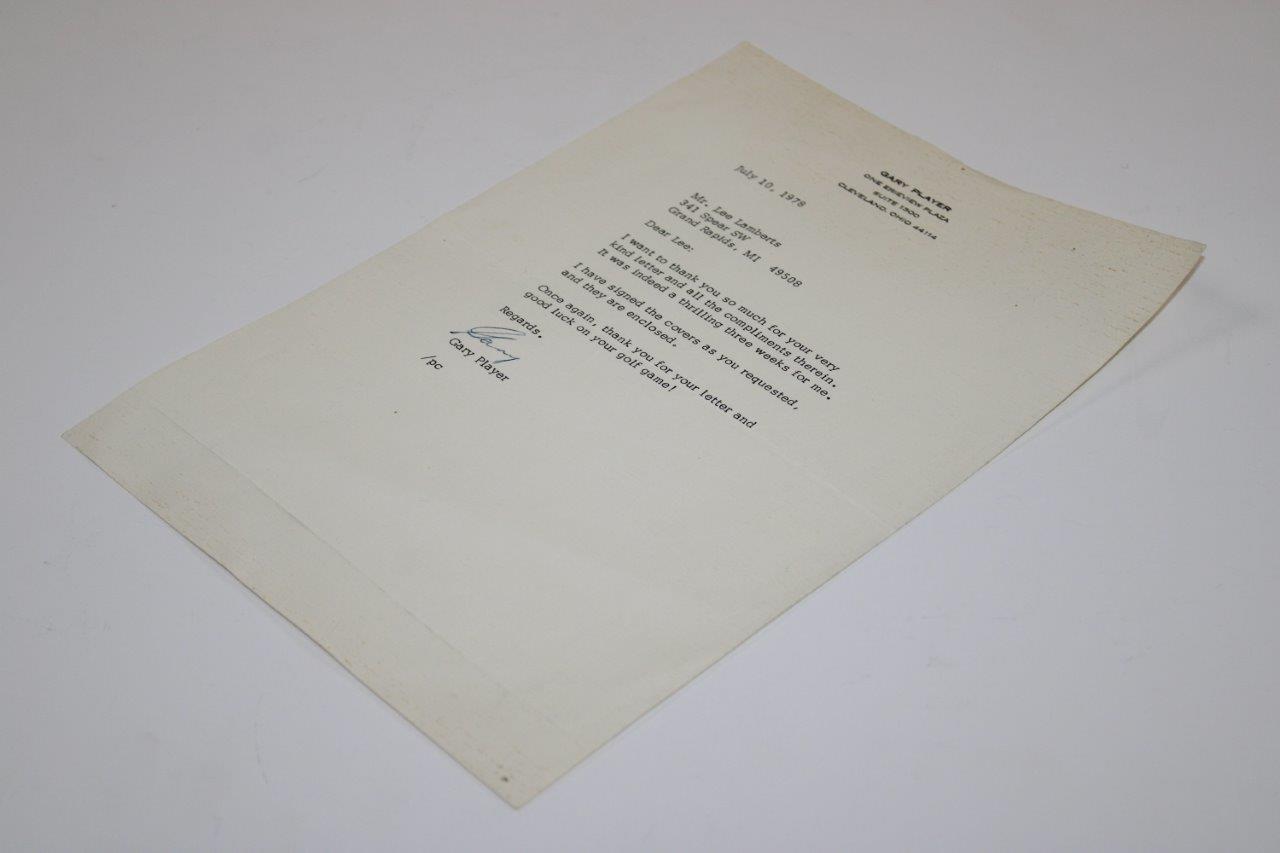 GARY PLAYER
ONE ERIEVIEW PLAZA
SUITE 1300
CLEVELAND, OHIO 44114
July 10, 1978
Mr. Lee Lamberts
341 Spear SW
Grand Rapids, MI 49508
Dear Lee:
I want to thank you so much for your very
kind letter and all the compliments therein.
It was indeed a thrilling three weeks for me.
I have signed the covers as you requested,
and they are enclosed.
Once again, thank you for your letter and
good luck on your golf game!
Regards.
Gary
Gary Player
/pc